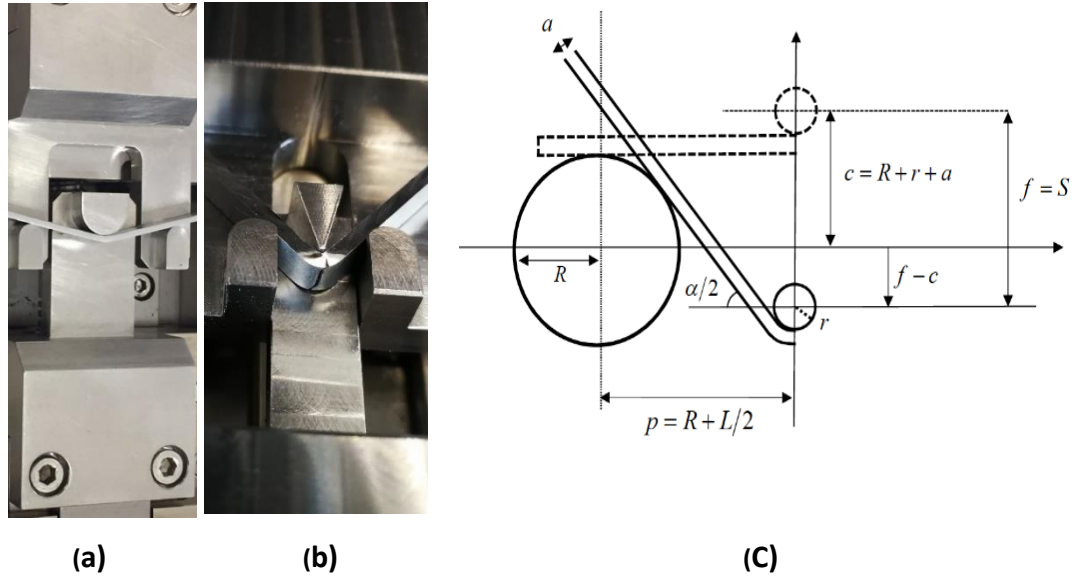 a
c = R + r + a
f = S
R
f − c
α/2
r
p = R + L/2
(a)
(b)
(C)